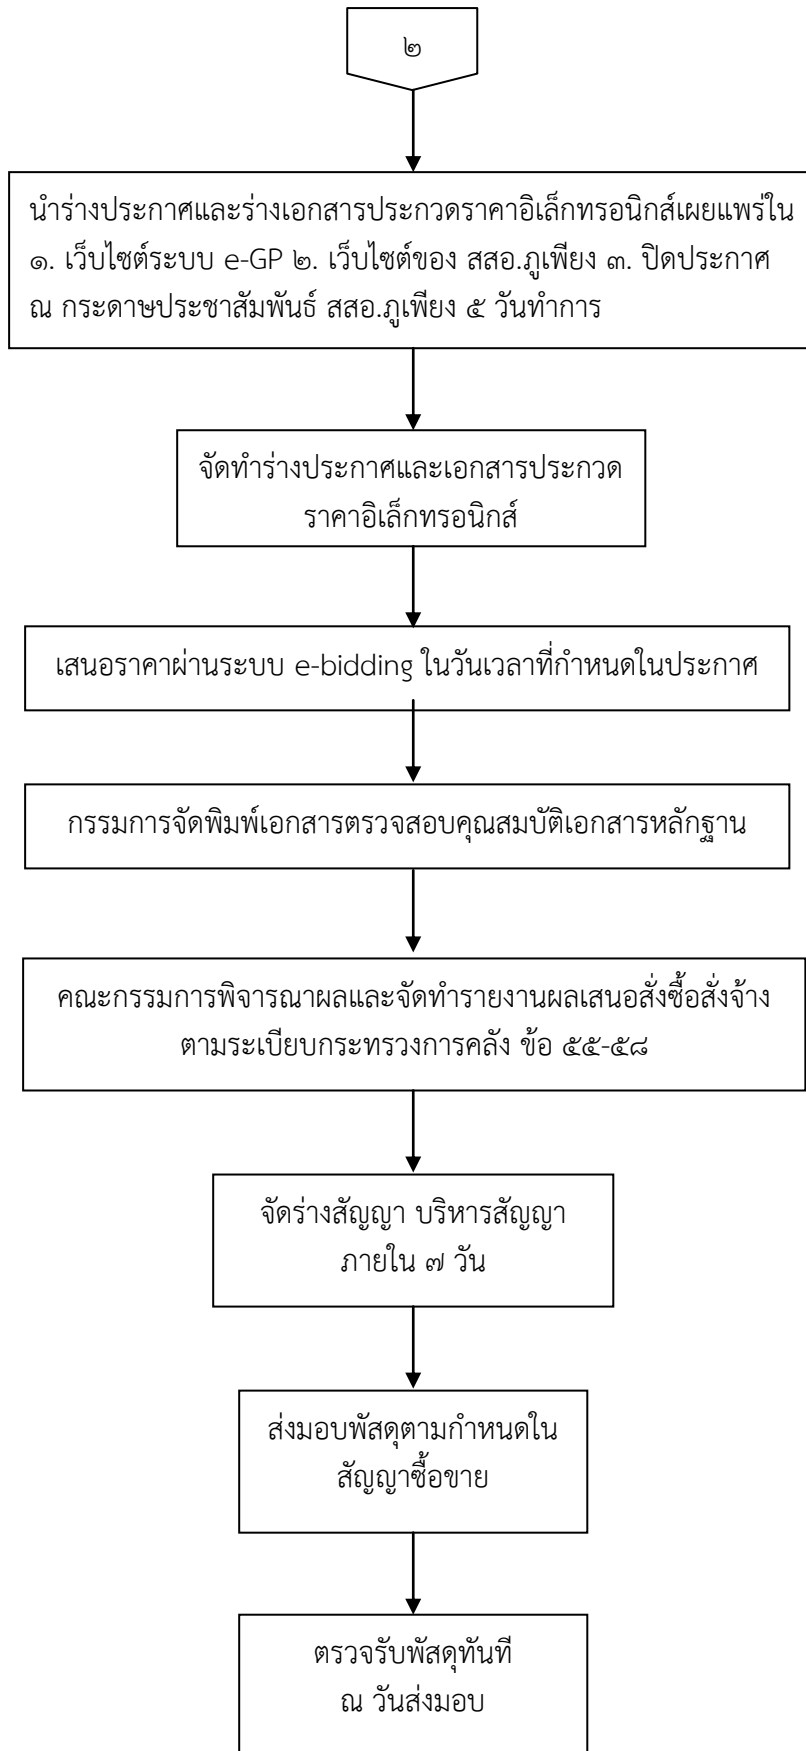 ๒
นำร่างประกาศและร่างเอกสารประกวดราคาอิเล็กทรอนิกส์เผยแพร่ใน
๑. เว็บไซต์ระบบ e-GP ๒. เว็บไซต์ของ สสอ.ภูเพียง ๓. ปิดประกาศ
ณ กระดาษประชาสัมพันธ์ สสอ.ภูเพียง ๕ วันทำการ
จัดทำร่างประกาศและเอกสารประกวด
ราคาอิเล็กทรอนิกส์
เสนอราคาผ่านระบบ e-bidding ในวันเวลาที่กำหนดในประกาศ
กรรมการจัดพิมพ์เอกสารตรวจสอบคุณสมบัติเอกสารหลักฐาน
คณะกรรมการพิจารณาผลและจัดทำรายงานผลเสนอสั่งซื้อสั่งจ้าง
ตามระเบียบกระทรวงการคลัง ข้อ ๕๕-๕๘
จัดร่างสัญญา บริหารสัญญา
ภายใน ๗ วัน
ส่งมอบพัสดุตามกำหนดใน
สัญญาซื้อขาย
ตรวจรับพัสดุทันที
ณ วันส่งมอบ